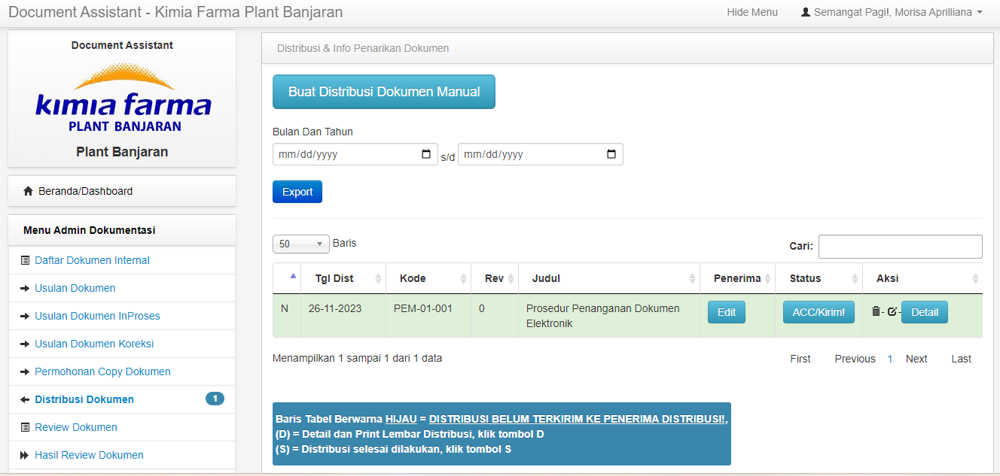 Document Assistant - Kimia Farma Plant Banjaran
Hide Menu
Semangat Pagi!, Morisa Aprilliana
Document Assistant
kimia farma
PLANT BANJARAN
Plant Banjaran
Beranda/Dashboard
Menu Admin Dokumentasi
Daftar Dokumen Internal
Usulan Dokumen
Usulan Dokumen InProses
Usulan Dokumen Koreksi
Permohonan Copy Dokumen
Distribusi Dokumen 1
Review Dokumen
Hasil Review Dokumen
Distribusi & Info Penarikan Dokumen
Buat Distribusi Dokumen Manual
Bulan Dan Tahun
mm/dd/yyyy s/d mm/dd/yyyy
Export
50 Baris
Cari:
Tgl Dist Kode Rev Judul Penerima Status Aksi
N 26-11-2023 PEM-01-001 0 Prosedur Penanganan Dokumen Edit ACC/Kirim! - - Detail
Elektronik
Menampilkan 1 sampai 1 dari 1 data
First Previous 1 Next Last
Baris Tabel Berwarna HIJAU = DISTRIBUSI BELUM TERKIRIM KE PENERIMA DISTRIBUSI!,
(D) = Detail dan Print Lembar Distribusi, klik tombol D
(S) = Distribusi selesai dilakukan, klik tombol S